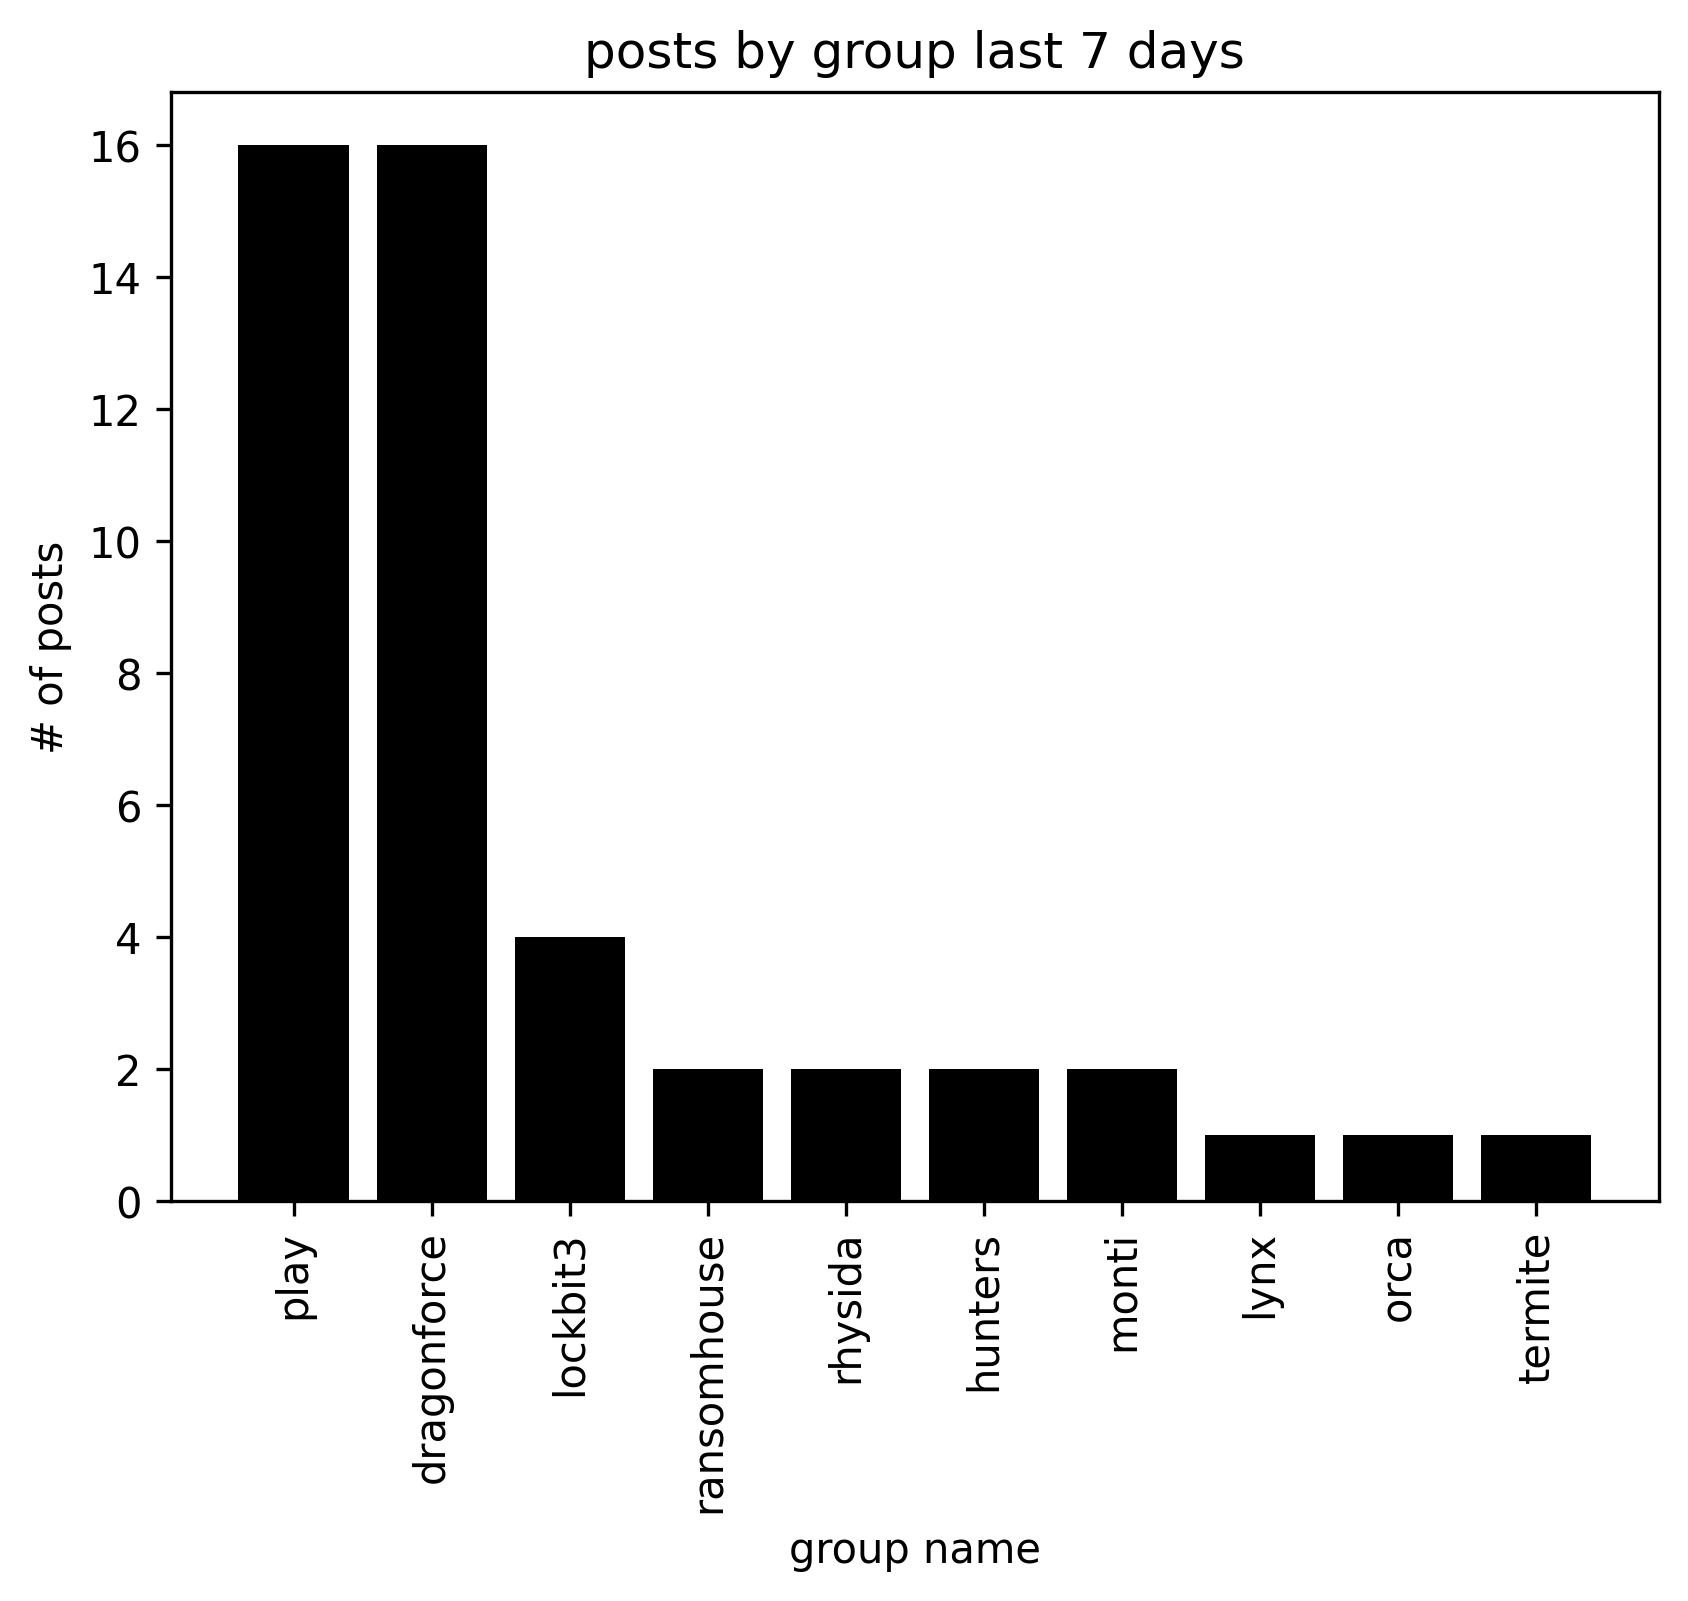 posts by group last 7 days
# of posts
16
14
12
10
8
6
4
2
0
play
dragonforce
lockbit3
ransomhouse
rhysida
hunters
monti
lynx
orca
termite
group name